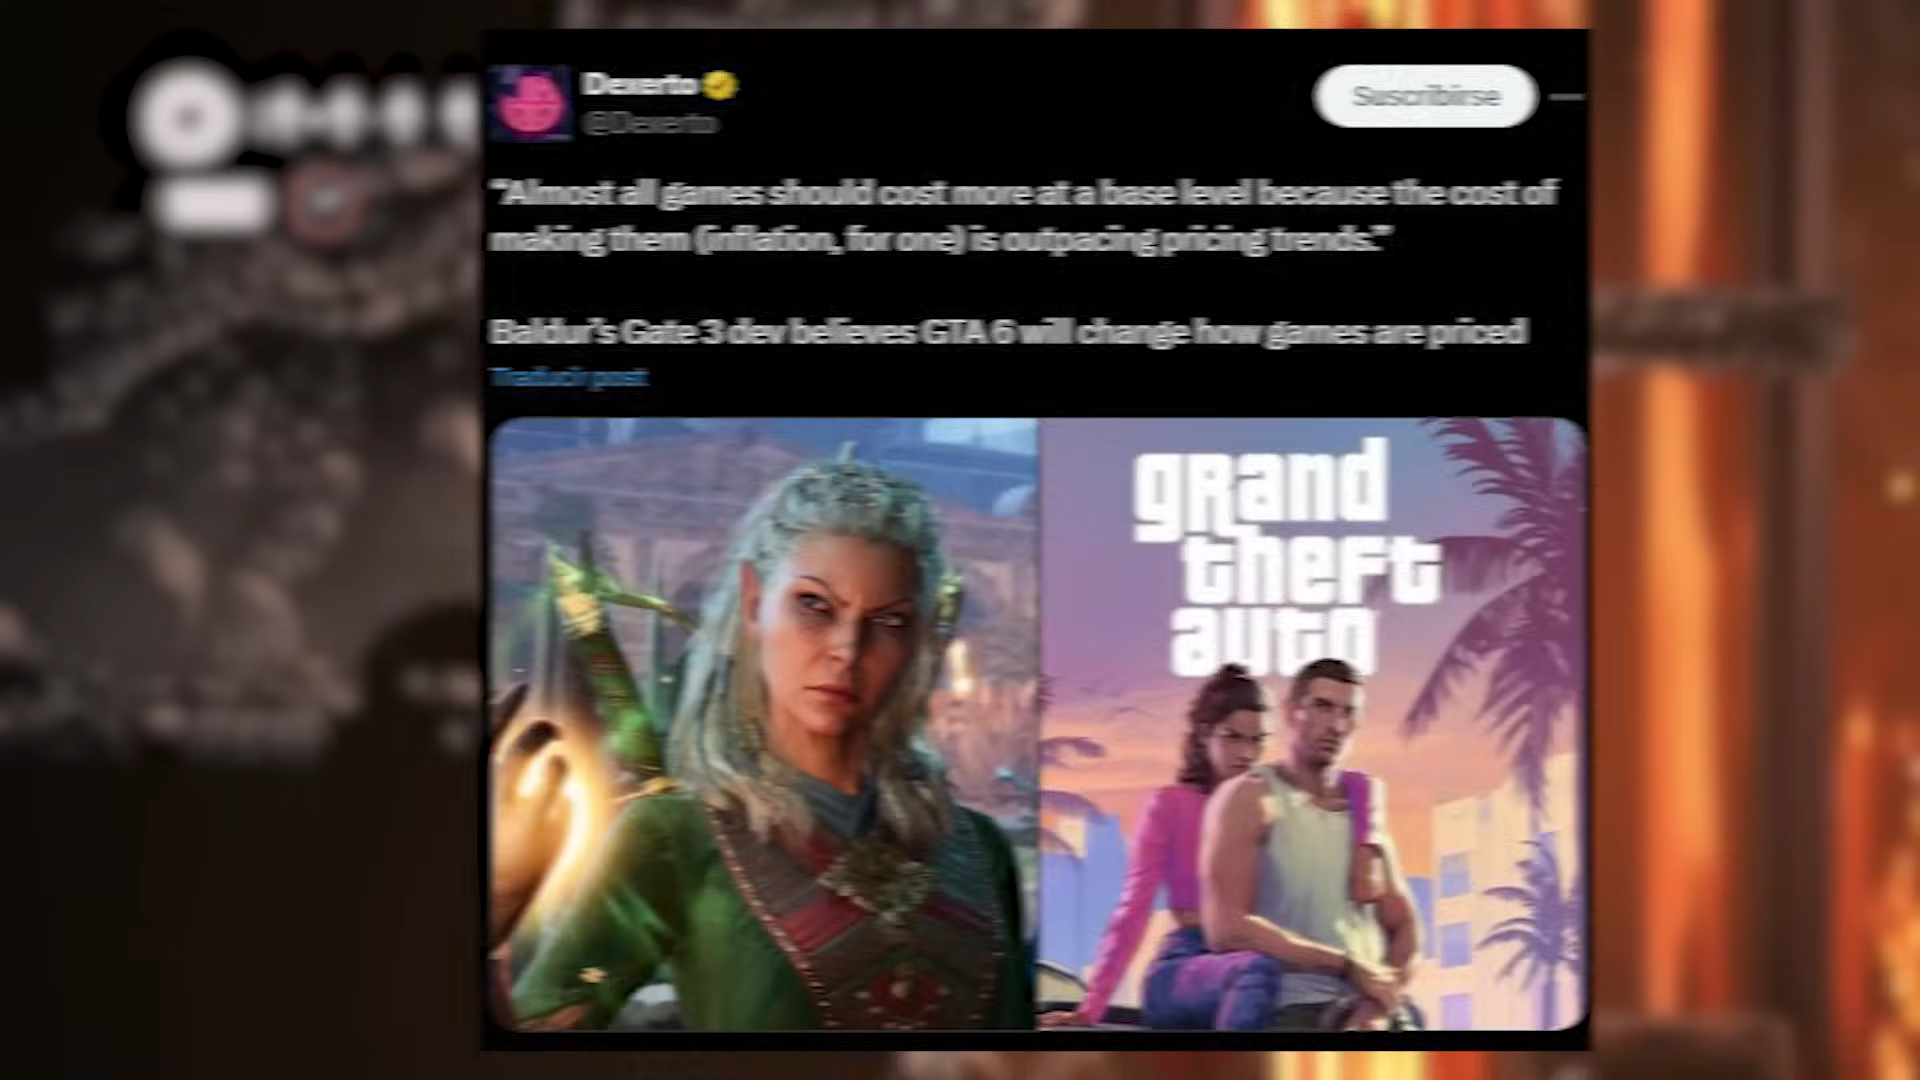 Dexerto
@Dexerto
Suscribirse
"Almost all games should cost more at a base level because the cost of
making them (inflation, for one) is outpacing pricing trends."
Baldur's Gate 3 dev believes GTA 6 will change how games are priced
Traducir post
grand
theft
auto